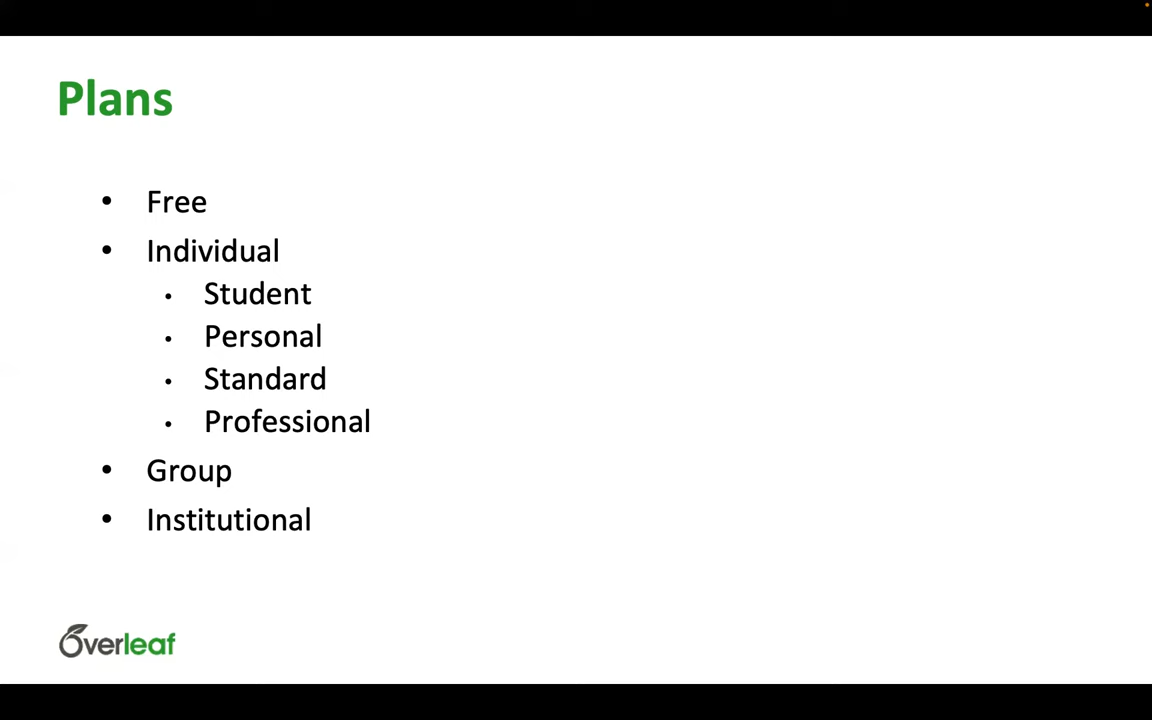 Plans
• Free
• Individual
• Student
• Personal
• Standard
• Professional
• Group
• Institutional
Overleaf